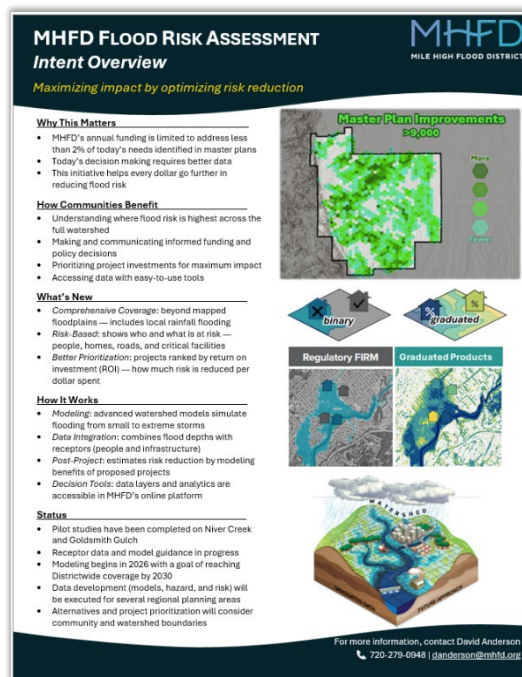 MHFD FLOOD RISK ASSESSMENT
Intent Overview
Maximizing impact by optimizing risk reduction
MHFD
MILE HIGH FLOOD DISTRICT
Why This Matters
• MHFD's annual funding is limited to address less
than 2% of today's needs identified in master plans
• Today's decision making requires better data
• This initiative helps every dollar go further in
reducing flood risk
How Communities Benefit
• Understanding where flood risk is highest across the
full watershed
• Making and communicating informed funding and
policy decisions
• Prioritizing project investments for maximum impact
• Accessing data with easy-to-use tools
What's New
• Comprehensive Coverage: beyond mapped
floodplains — includes local rainfall flooding
• Risk-Based: shows who and what is at risk —
people, homes, roads, and critical facilities
• Better Prioritization: projects ranked by return on
investment (ROI) — how much risk is reduced per
dollar spent
How It Works
• Modeling: advanced watershed models simulate
flooding from small to extreme storms
• Data Integration: combines flood depths with
receptors (people and infrastructure)
• Post-Project: estimates risk reduction by modeling
benefits of proposed projects
• Decision Tools: data layers and analytics are
accessible in MHFD's online platform
Status
• Pilot studies have been completed on Niver Creek
and Goldsmith Gulch
• Receptor data and model guidance in progress
• Modeling begins in 2026 with a goal of reaching
Districtwide coverage by 2030
• Data development (models, hazard, and risk) will
be executed for several regional planning areas
• Alternatives and project prioritization will consider
community and watershed boundaries
Master Plan Improvements
>9,000
More
Fewer
binary
% %
graduated
Regulatory FIRM
Graduated Products
WATERSHED
GRADUATED DATA
FUTURE APPROACH
For more information, contact David Anderson
720-279-0948 | danderson@mhfd.org